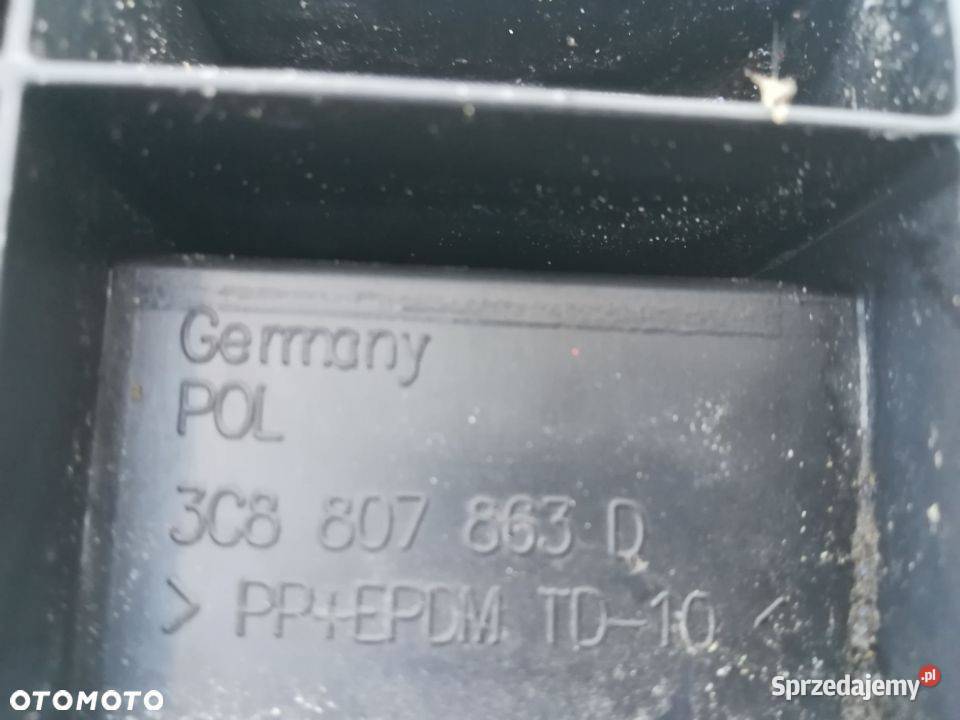 Germany
POL
3C8 807 863 D
> PP+EPDM TD-10 <
OTOMOTO
Sprzedajemy.pl